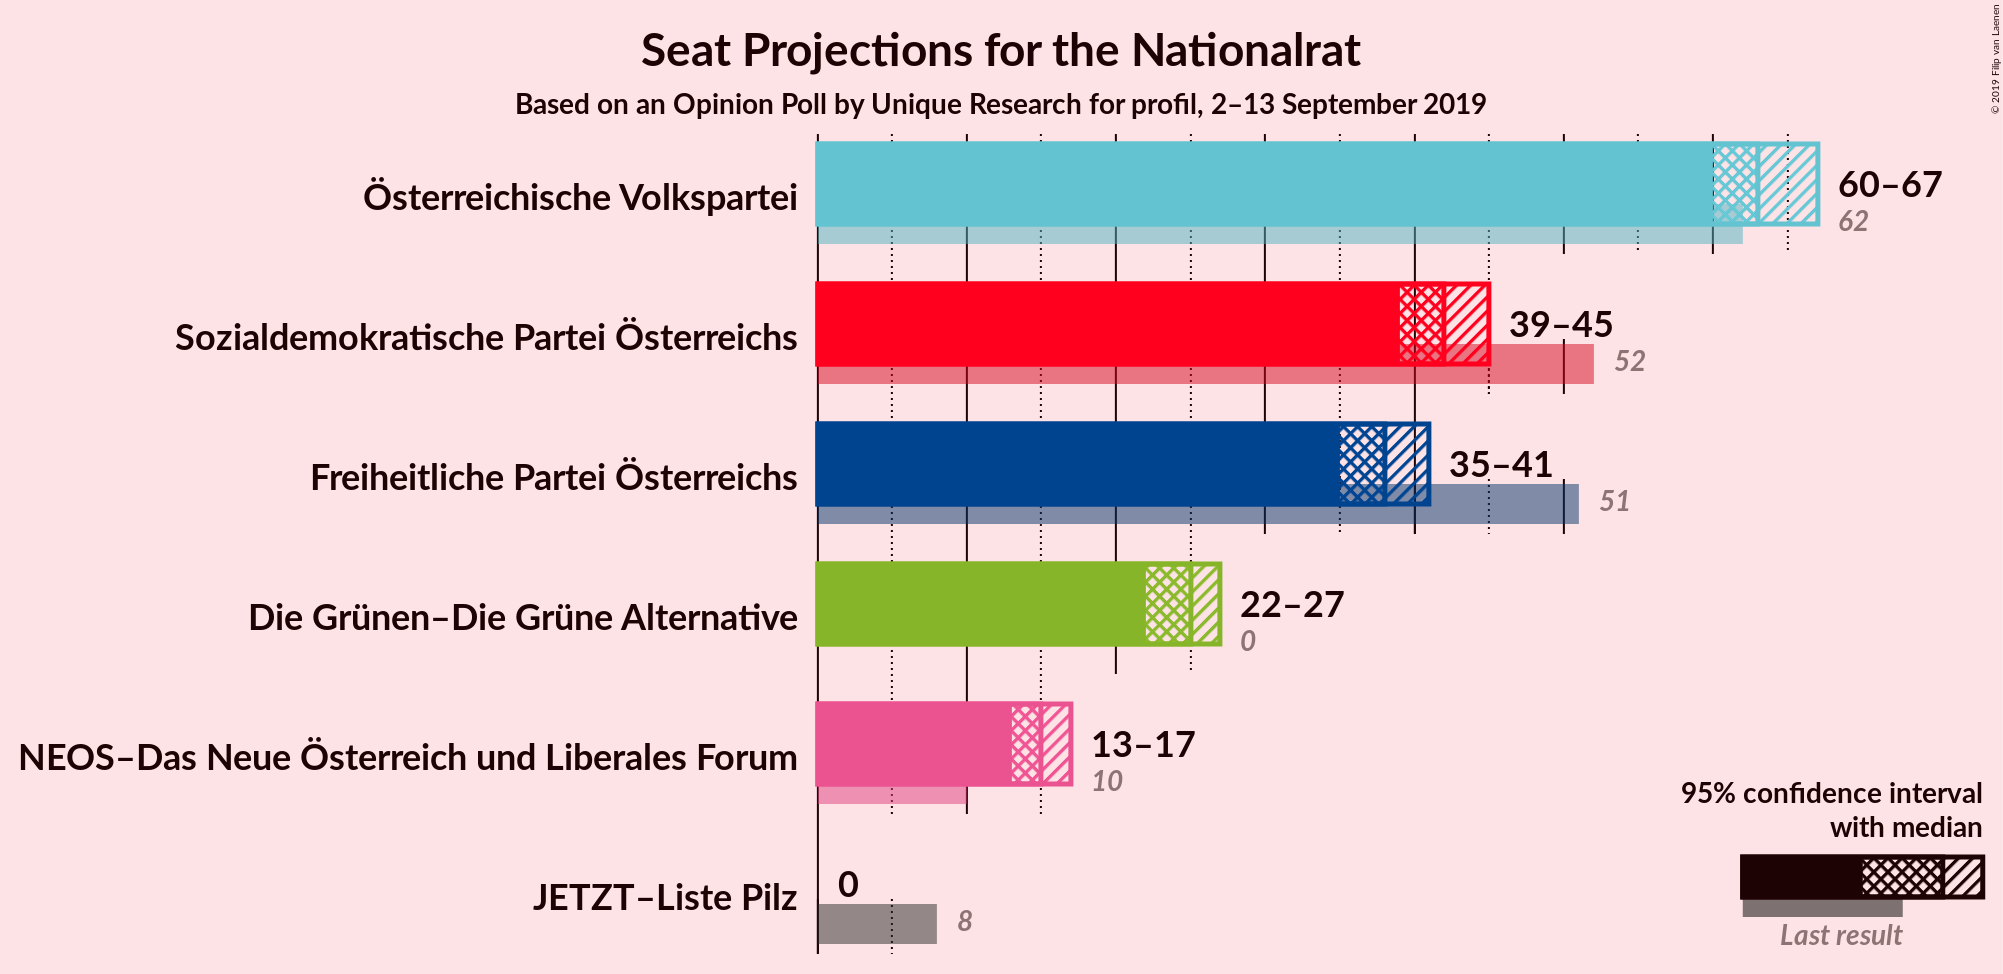 Seat Projections for the Nationalrat
Based on an Opinion Poll by Unique Research for profil, 2–13 September 2019
© 2019 Filip van Laenen
Österreichische Volkspartei
60–67
62
Sozialdemokratische Partei Österreichs
39–45
52
Freiheitliche Partei Österreichs
35–41
51
Die Grünen–Die Grüne Alternative
22–27
0
NEOS–Das Neue Österreich und Liberales Forum
13–17
10
JETZT–Liste Pilz
0
8
95% confidence interval
with median
Last result